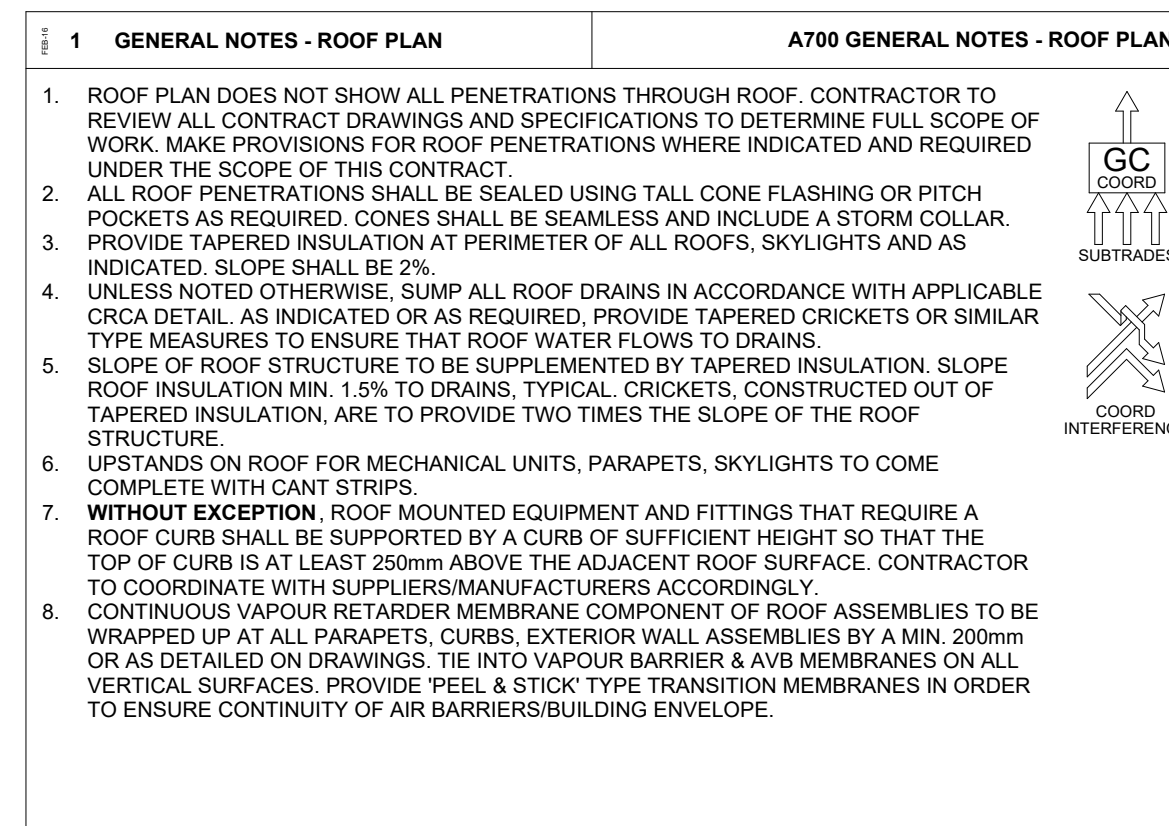 FEB-16
1 GENERAL NOTES - ROOF PLAN
A700 GENERAL NOTES - ROOF PLAN
1. ROOF PLAN DOES NOT SHOW ALL PENETRATIONS THROUGH ROOF. CONTRACTOR TO
REVIEW ALL CONTRACT DRAWINGS AND SPECIFICATIONS TO DETERMINE FULL SCOPE OF
WORK. MAKE PROVISIONS FOR ROOF PENETRATIONS WHERE INDICATED AND REQUIRED
UNDER THE SCOPE OF THIS CONTRACT.
2. ALL ROOF PENETRATIONS SHALL BE SEALED USING TALL CONE FLASHING OR PITCH
POCKETS AS REQUIRED. CONES SHALL BE SEAMLESS AND INCLUDE A STORM COLLAR.
3. PROVIDE TAPERED INSULATION AT PERIMETER OF ALL ROOFS, SKYLIGHTS AND AS
INDICATED. SLOPE SHALL BE 2%.
4. UNLESS NOTED OTHERWISE, SUMP ALL ROOF DRAINS IN ACCORDANCE WITH APPLICABLE
CRCA DETAIL. AS INDICATED OR AS REQUIRED, PROVIDE TAPERED CRICKETS OR SIMILAR
TYPE MEASURES TO ENSURE THAT ROOF WATER FLOWS TO DRAINS.
5. SLOPE OF ROOF STRUCTURE TO BE SUPPLEMENTED BY TAPERED INSULATION. SLOPE
ROOF INSULATION MIN. 1.5% TO DRAINS, TYPICAL. CRICKETS, CONSTRUCTED OUT OF
TAPERED INSULATION, ARE TO PROVIDE TWO TIMES THE SLOPE OF THE ROOF
STRUCTURE.
6. UPSTANDS ON ROOF FOR MECHANICAL UNITS, PARAPETS, SKYLIGHTS TO COME
COMPLETE WITH CANT STRIPS.
7. WITHOUT EXCEPTION, ROOF MOUNTED EQUIPMENT AND FITTINGS THAT REQUIRE A
ROOF CURB SHALL BE SUPPORTED BY A CURB OF SUFFICIENT HEIGHT SO THAT THE
TOP OF CURB IS AT LEAST 250mm ABOVE THE ADJACENT ROOF SURFACE. CONTRACTOR
TO COORDINATE WITH SUPPLIERS/MANUFACTURERS ACCORDINGLY.
8. CONTINUOUS VAPOUR RETARDER MEMBRANE COMPONENT OF ROOF ASSEMBLIES TO BE
WRAPPED UP AT ALL PARAPETS, CURBS, EXTERIOR WALL ASSEMBLIES BY A MIN. 200mm
OR AS DETAILED ON DRAWINGS. TIE INTO VAPOUR BARRIER & AVB MEMBRANES ON ALL
VERTICAL SURFACES. PROVIDE 'PEEL & STICK' TYPE TRANSITION MEMBRANES IN ORDER
TO ENSURE CONTINUITY OF AIR BARRIERS/BUILDING ENVELOPE.
GC
COORD
SUBTRADES
COORD
INTERFERENC